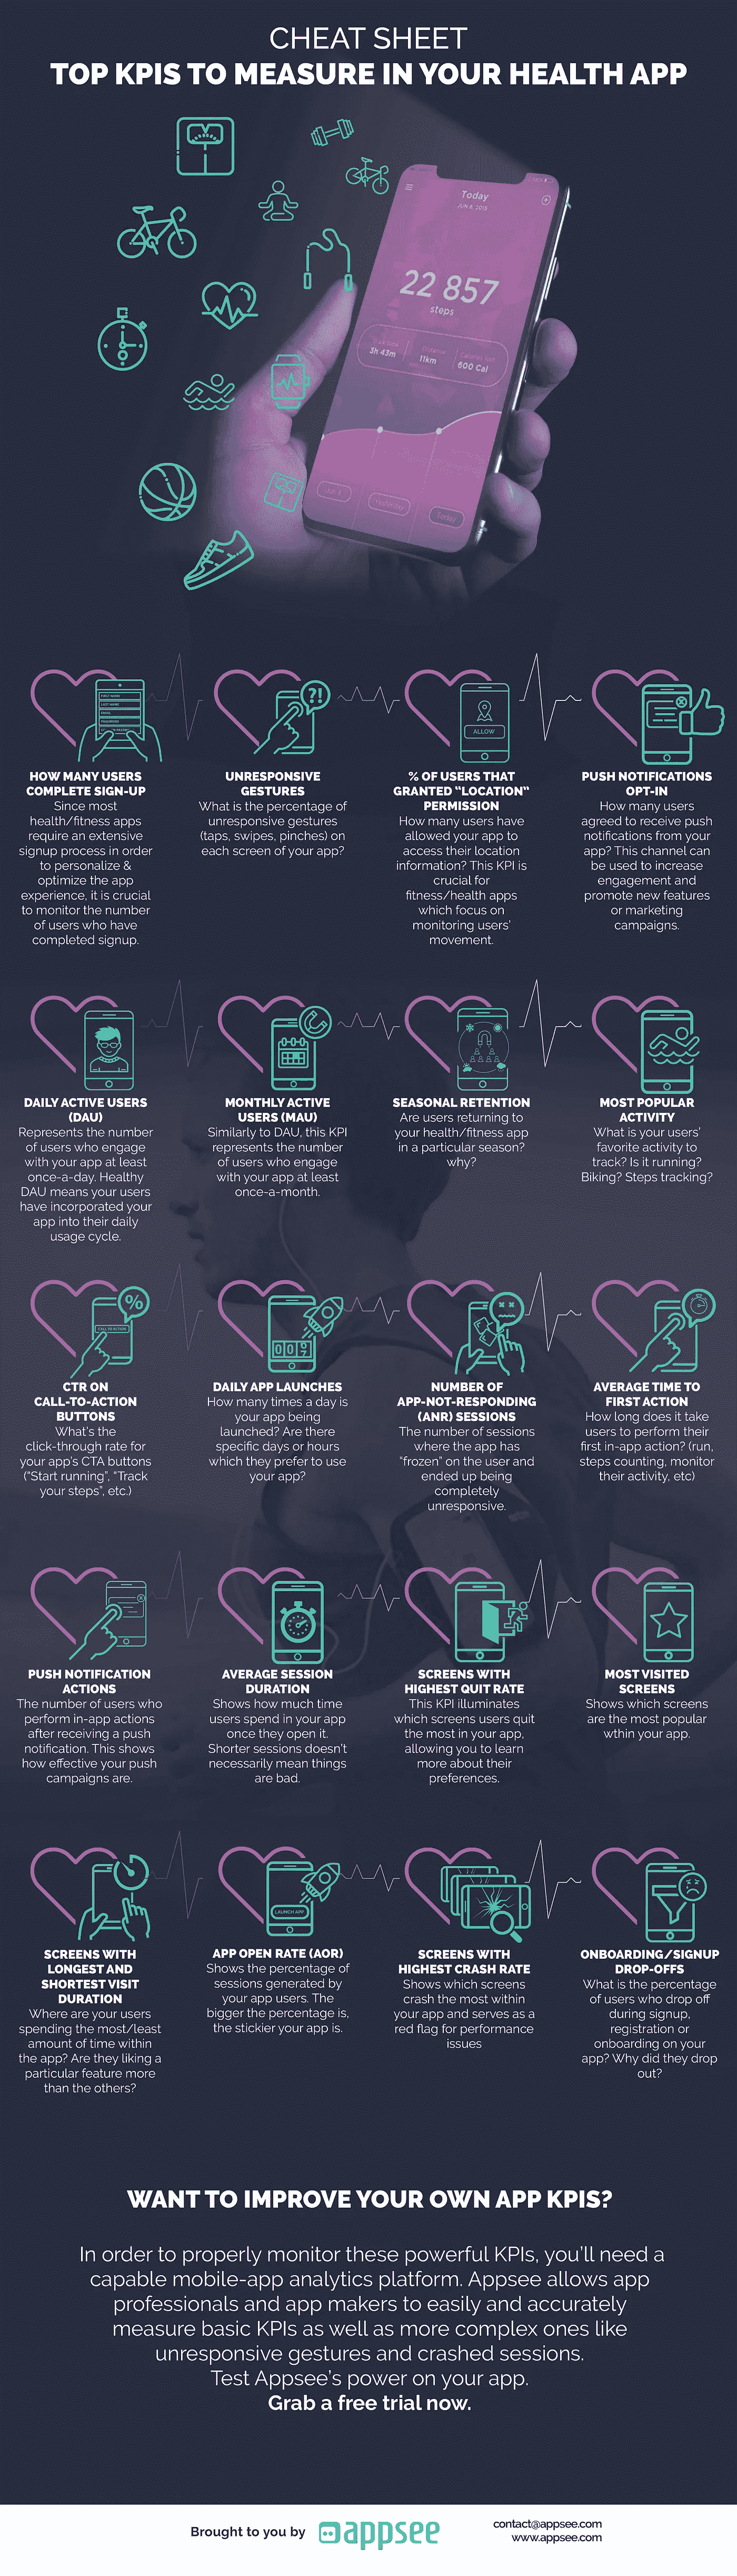 CHEAT SHEET
TOP KPIS TO MEASURE IN YOUR HEALTH APP
Today
JUN 8, 2018
22 857
steps
3h 43m
11km
600 Cal
Yesterday
Today
FIRST NAME
LAST NAME
EMAIL
PASSWORD
HOW MANY USERS
COMPLETE SIGN-UP
Since most
health/fitness apps
require an extensive
signup process in order
to personalize &
optimize the app
experience, it is crucial
to monitor the number
of users who have
completed signup.
?!
UNRESPONSIVE
GESTURES
What is the percentage of
unresponsive gestures
(taps, swipes, pinches) on
each screen of your app?
ALLOW
% OF USERS THAT
GRANTED “LOCATION”
PERMISSION
How many users have
allowed your app to
access their location
information? This KPI is
crucial for
fitness/health apps
which focus on
monitoring users'
movement.
PUSH NOTIFICATIONS
OPT-IN
How many users
agreed to receive push
notifications from your
app? This channel can
be used to increase
engagement and
promote new features
or marketing
campaigns.
DAILY ACTIVE USERS
(DAU)
Represents the number
of users who engage
with your app at least
once-a-day. Healthy
DAU means your users
have incorporated your
app into their daily
usage cycle.
MONTHLY ACTIVE
USERS (MAU)
Similarly to DAU, this KPI
represents the number
of users who engage
with your app at least
once-a-month.
SEASONAL RETENTION
Are users returning to
your health/fitness app
in a particular season?
why?
MOST POPULAR
ACTIVITY
What is your users'
favorite activity to
track? Is it running?
Biking? Steps tracking?
%
CALL TO ACTION
CTR ON
CALL-TO-ACTION
BUTTONS
What's the
click-through rate for
your app's CTA buttons
("Start running", "Track
your steps", etc.)
DAILY APP LAUNCHES
How many times a day is
your app being
launched? Are there
specific days or hours
which they prefer to use
your app?
NUMBER OF
APP-NOT-RESPONDING
(ANR) SESSIONS
The number of sessions
where the app has
"frozen" on the user and
ended up being
completely
unresponsive.
AVERAGE TIME TO
FIRST ACTION
How long does it take
users to perform their
first in-app action? (run,
steps counting, monitor
their activity, etc)
PUSH NOTIFICATION
ACTIONS
The number of users who
perform in-app actions
after receiving a push
notification. This shows
how effective your push
campaigns are.
AVERAGE SESSION
DURATION
Shows how much time
users spend in your app
once they open it.
Shorter sessions doesn't
necessarily mean things
are bad.
SCREENS WITH
HIGHEST QUIT RATE
This KPI illuminates
which screens users quit
the most in your app,
allowing you to learn
more about their
preferences.
MOST VISITED
SCREENS
Shows which screens
are the most popular
wthin your app.
SCREENS WITH
LONGEST AND
SHORTEST VISIT
DURATION
Where are your users
spending the most/least
amount of time within
the app? Are they liking a
particular feature more
than the others?
LAUNCH APP
APP OPEN RATE (AOR)
Shows the percentage of
sessions generated by
your app users. The
bigger the percentage is,
the stickier your app is.
SCREENS WITH
HIGHEST CRASH RATE
Shows which screens
crash the most within
your app and serves as a
red flag for performance
issues
ONBOARDING/SIGNUP
DROP-OFFS
What is the percentage
of users who drop off
during signup,
registration or
onboarding on your
app? Why did they drop
out?
WANT TO IMPROVE YOUR OWN APP KPIS?
In order to properly monitor these powerful KPIs, you'll need a
capable mobile-app analytics platform. Appsee allows app
professionals and app makers to easily and accurately
measure basic KPIs as well as more complex ones like
unresponsive gestures and crashed sessions.
Test Appsee's power on your app.
Grab a free trial now.
Brought to you by
appsee
contact@appsee.com
www.appsee.com